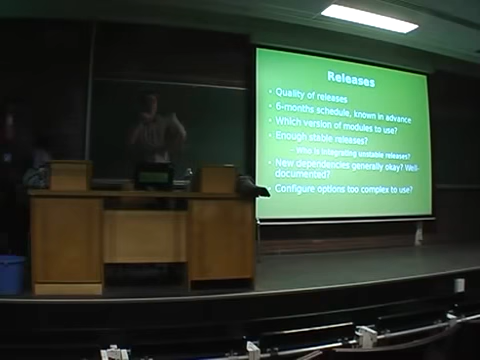 Releases
• Quality of releases
• 6-months schedule, known in advance
• Which version of modules to use?
• Enough stable releases?
– Who is integrating unstable releases?
• New dependencies generally okay? Well-
documented?
• Configure options too complex to use?